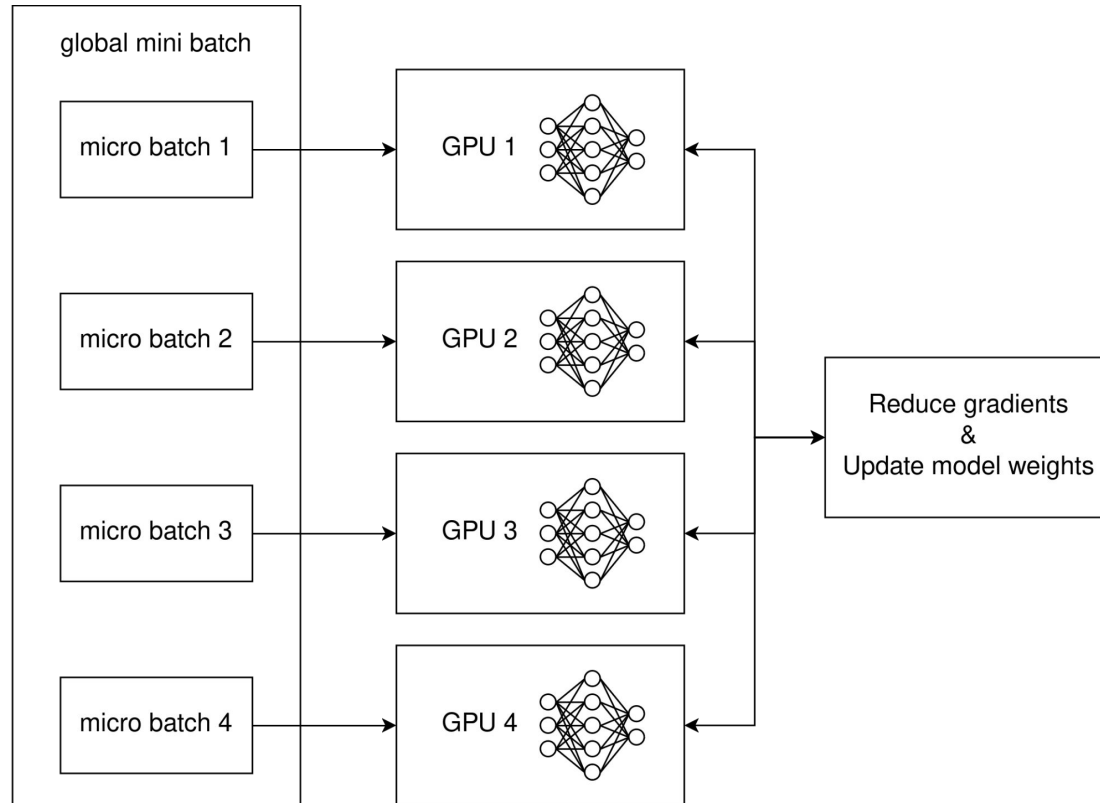 global mini batch
micro batch 1
GPU 1
micro batch 2
GPU 2
micro batch 3
GPU 3
micro batch 4
GPU 4
Reduce gradients
&
Update model weights